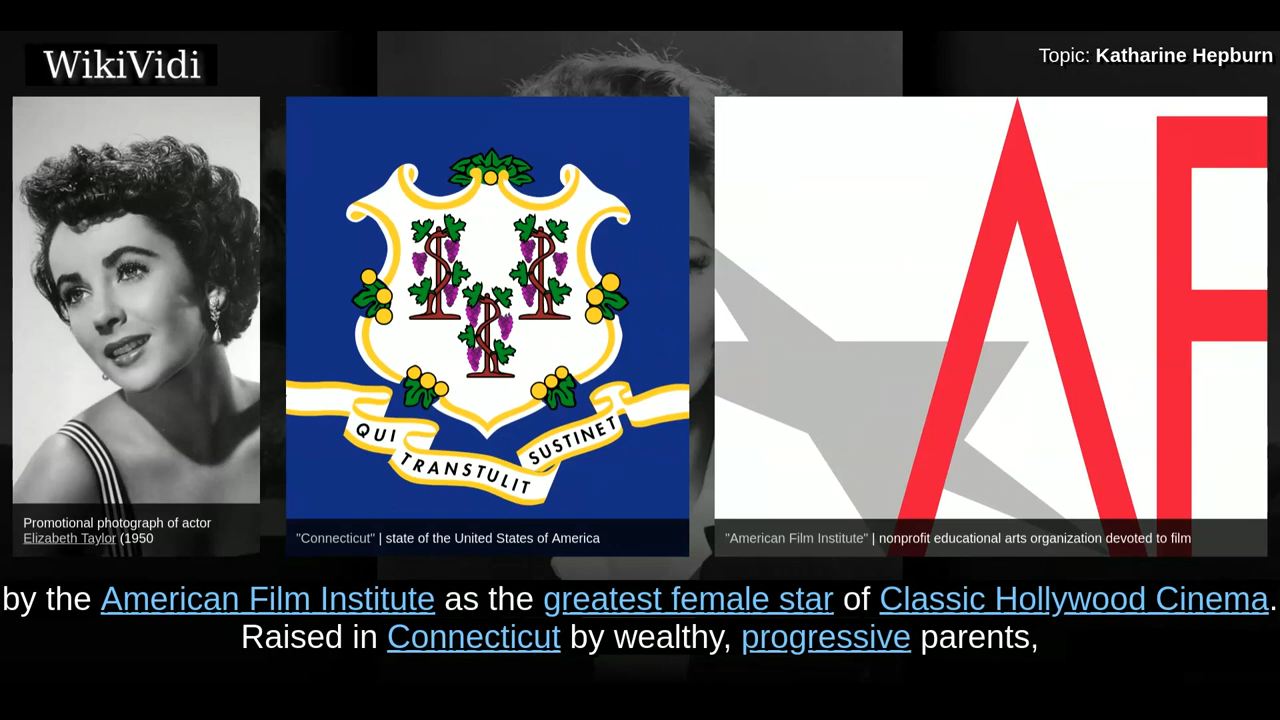 WikiVidi
Topic: Katharine Hepburn
QUI
TRANSTULIT
SUSTINET
AF
Promotional photograph of actor
Elizabeth Taylor (1950
"Connecticut" | state of the United States of America
"American Film Institute" | nonprofit educational arts organization devoted to film
by the American Film Institute as the greatest female star of Classic Hollywood Cinema.
Raised in Connecticut by wealthy, progressive parents,